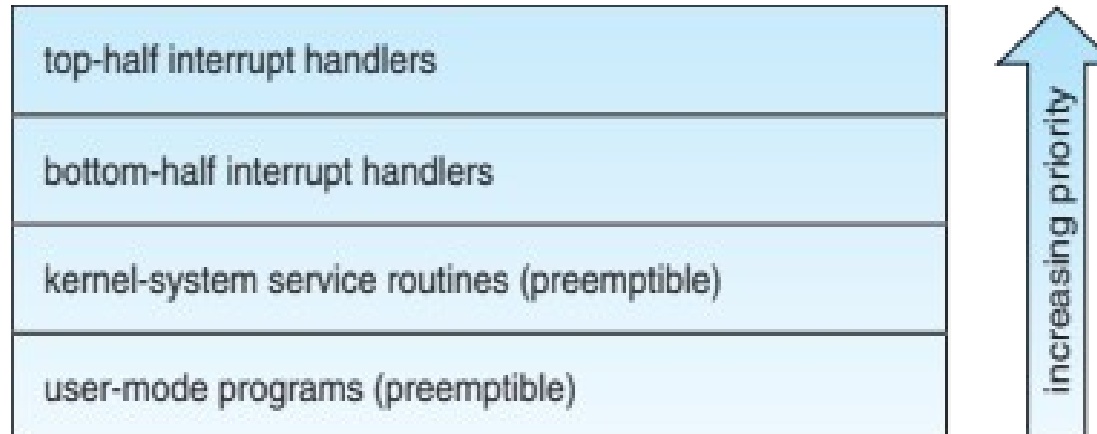 top-half interrupt handlers
bottom-half interrupt handlers
kernel-system service routines (preemptible)
user-mode programs (preemptible)
increasing priority